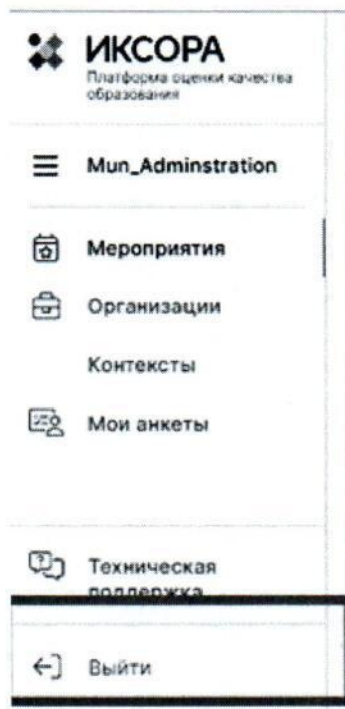 ИКСОРА
Платформа оценки качества
образования
Mun_Adminstration
Мероприятия
Организации
Контексты
Мои анкеты
Техническая
поддержка
Выйти